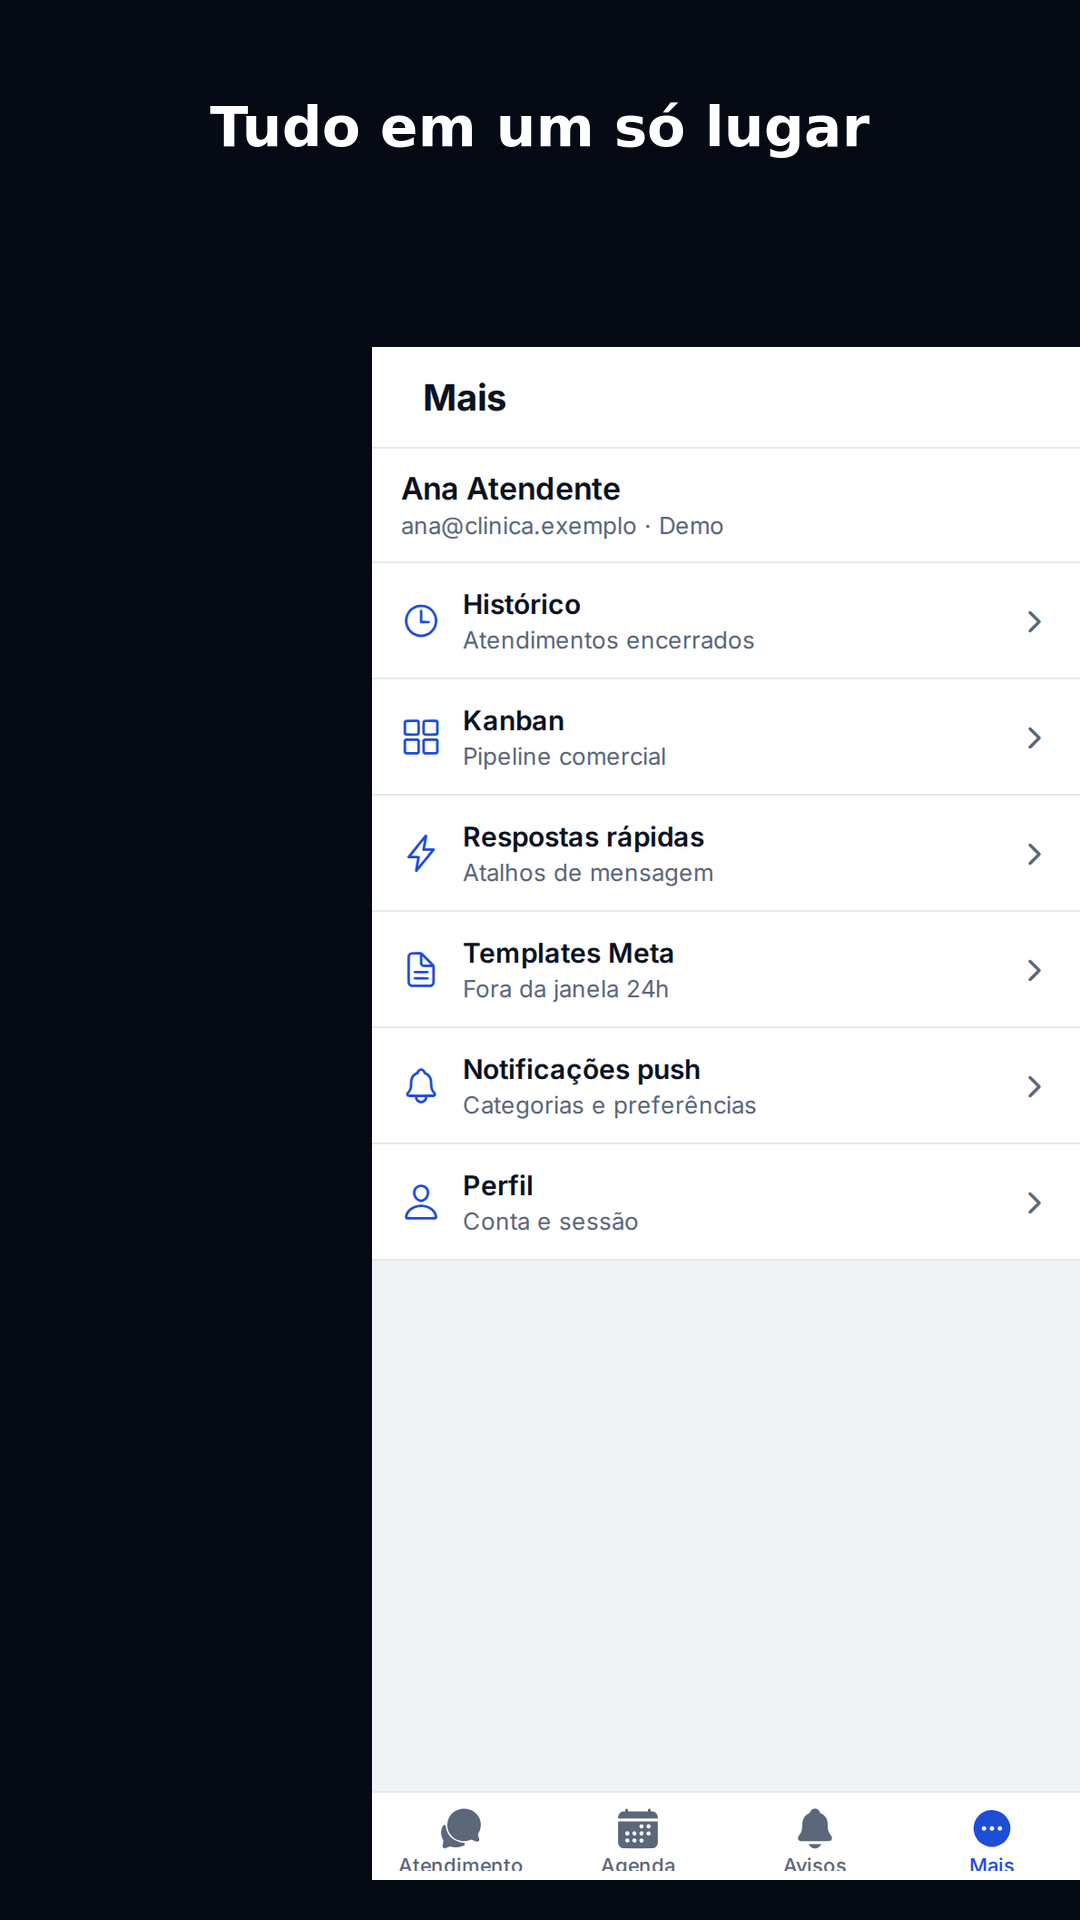 Tudo em um só lugar
Mais
Ana Atendente
ana@clinica.exemplo · Demo
Histórico
Atendimentos encerrados
Kanban
Pipeline comercial
Respostas rápidas
Atalhos de mensagem
Templates Meta
Fora da janela 24h
Notificações push
Categorias e preferências
Perfil
Conta e sessão
Atendimento
Agenda
Avisos
Mais